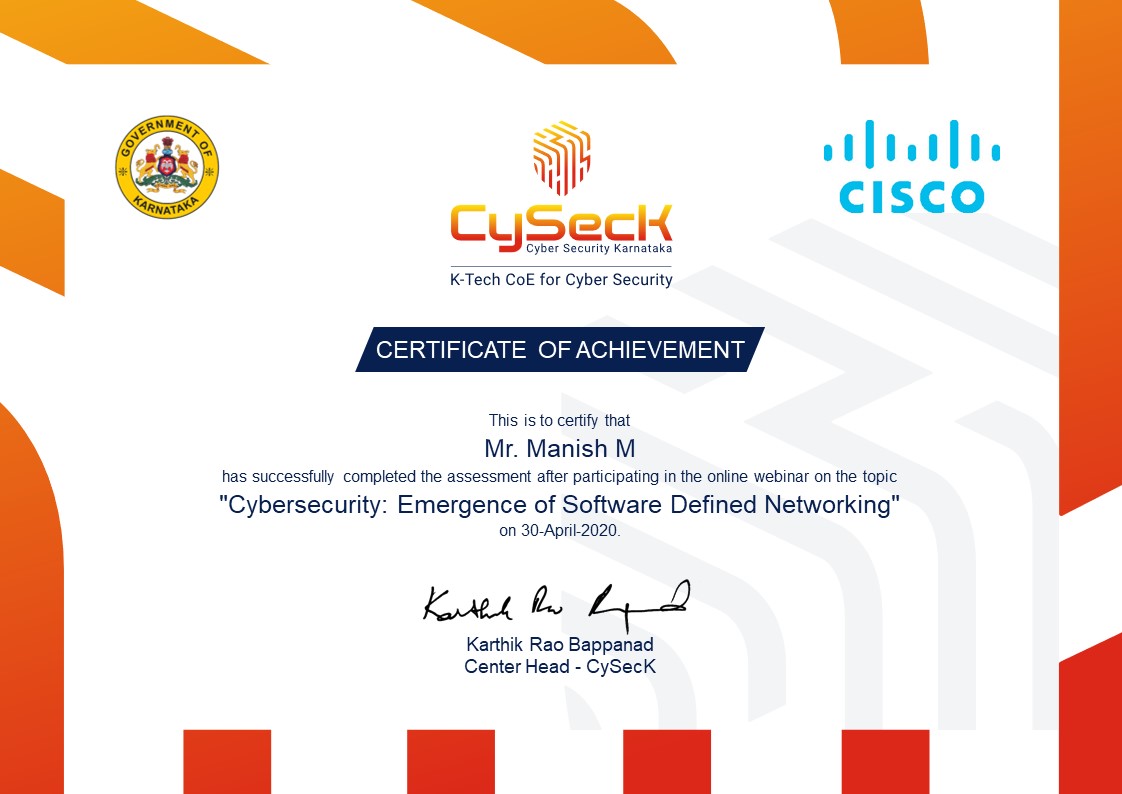 GOVERNMENT OF
KARNATAKA
CySecK
Cyber Security Karnataka
K-Tech CoE for Cyber Security
CISCO
CERTIFICATE OF ACHIEVEMENT
This is to certify that
Mr. Manish M
has successfully completed the assessment after participating in the online webinar on the topic
"Cybersecurity: Emergence of Software Defined Networking"
on 30-April-2020.
Karthik Rao Bappanad
Karthik Rao Bappanad
Center Head - CySecK